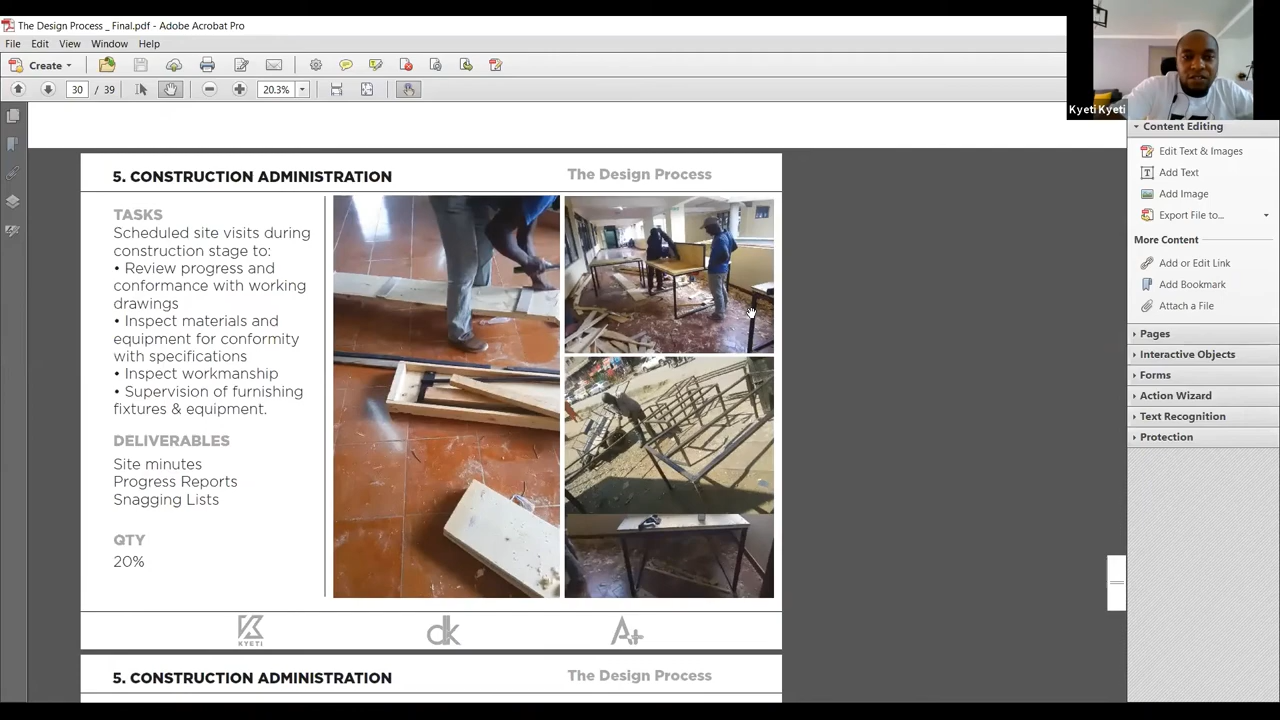 The Design Process _ Final.pdf - Adobe Acrobat Pro
File Edit View Window Help
Create
30 / 39
20.3%
Kyeti Kyeti
Content Editing
Edit Text & Images
Add Text
Add Image
Export File to...
More Content
Add or Edit Link
Add Bookmark
Attach a File
Pages
Interactive Objects
Forms
Action Wizard
Text Recognition
Protection
5. CONSTRUCTION ADMINISTRATION
The Design Process
TASKS
Scheduled site visits during
construction stage to:
• Review progress and
conformance with working
drawings
• Inspect materials and
equipment for conformity
with specifications
• Inspect workmanship
• Supervision of furnishing
fixtures & equipment.
DELIVERABLES
Site minutes
Progress Reports
Snagging Lists
QTY
20%
KYETI
dk
A+
5. CONSTRUCTION ADMINISTRATION
The Design Process